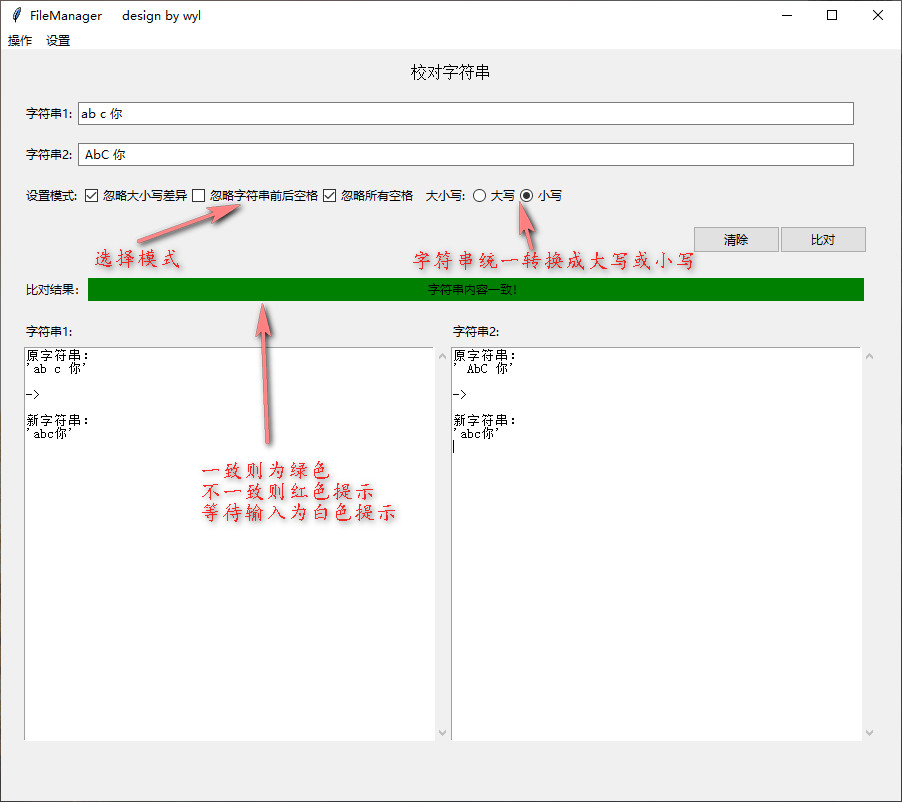 FileManager design by wyl
操作 设置
校对字符串
字符串1: ab c 你
字符串2: AbC 你
设置模式: 忽略大小写差异 忽略字符串前后空格 忽略所有空格 大小写: 大写 小写
清除 比对
选择模式 字符串统一转换成大写或小写
比对结果: 字符串内容一致!
字符串1: 字符串2:
原字符串: 原字符串:
'ab c 你' ' AbC 你'
-> ->
新字符串: 新字符串:
'abc你' 'abc你'
一致则为绿色
不一致则红色提示
等待输入为白色提示